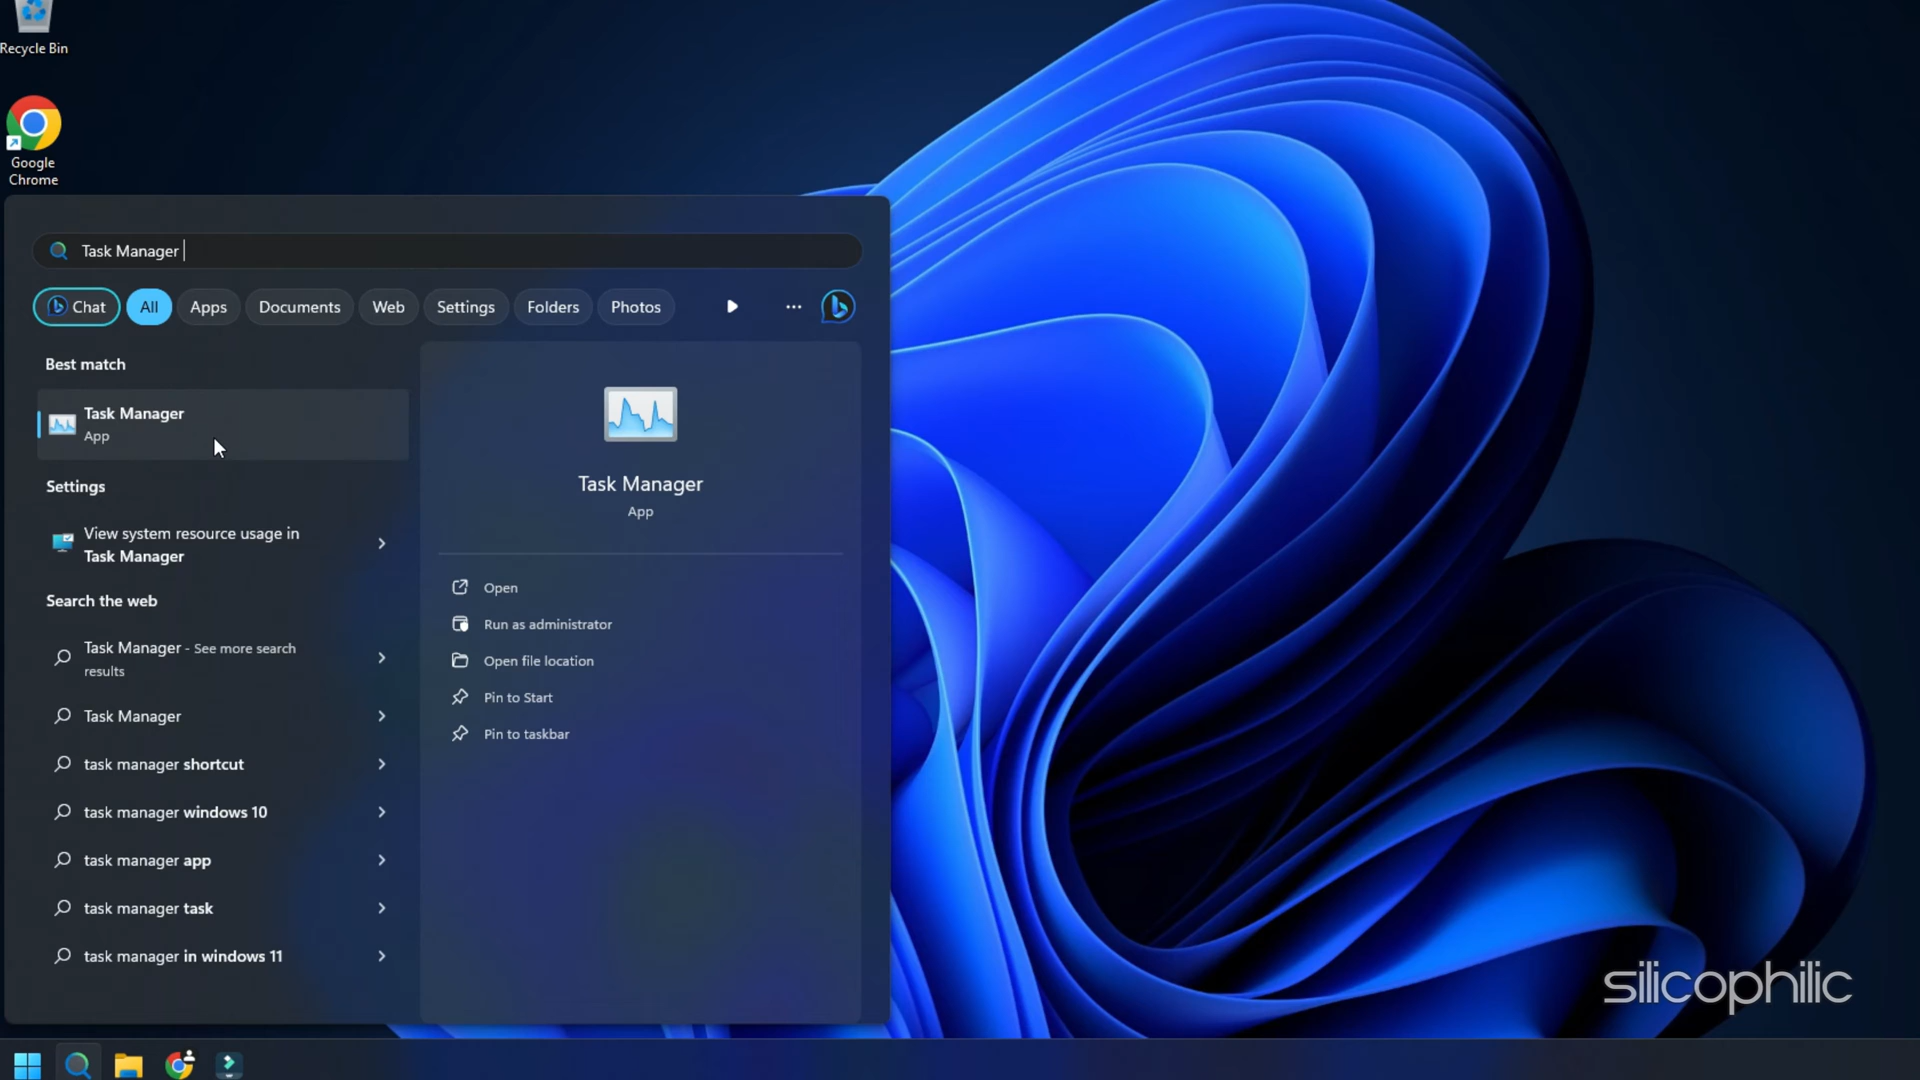 Recycle Bin
Google
Chrome
Task Manager
Chat
All
Apps
Documents
Web
Settings
Folders
Photos
Best match
Task Manager
App
Settings
View system resource usage in
Task Manager
Search the web
Task Manager - See more search
results
Task Manager
task manager shortcut
task manager windows 10
task manager app
task manager task
task manager in windows 11
Task Manager
App
Open
Run as administrator
Open file location
Pin to Start
Pin to taskbar
silicophilic